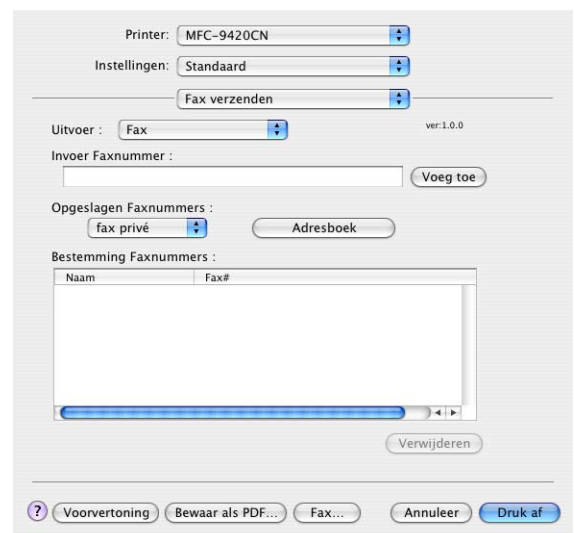 Printer: MFC-9420CN
Instellingen: Standaard
Fax verzenden
Uitvoer : Fax ver:1.0.0
Invoer Faxnummer :
Voeg toe
Opgeslagen Faxnummers :
fax privé Adresboek
Bestemming Faxnummers :
Naam Fax#
Verwijderen
? Voorvertoning Bewaar als PDF... Fax... Annuleer Druk af